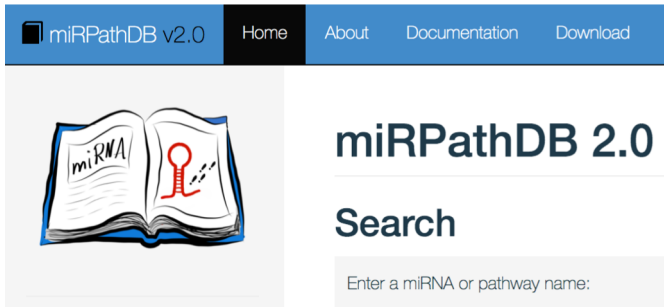 miRPathDB v2.0 Home About Documentation Download
miRNA
miRPathDB 2.0
Search
Enter a miRNA or pathway name: